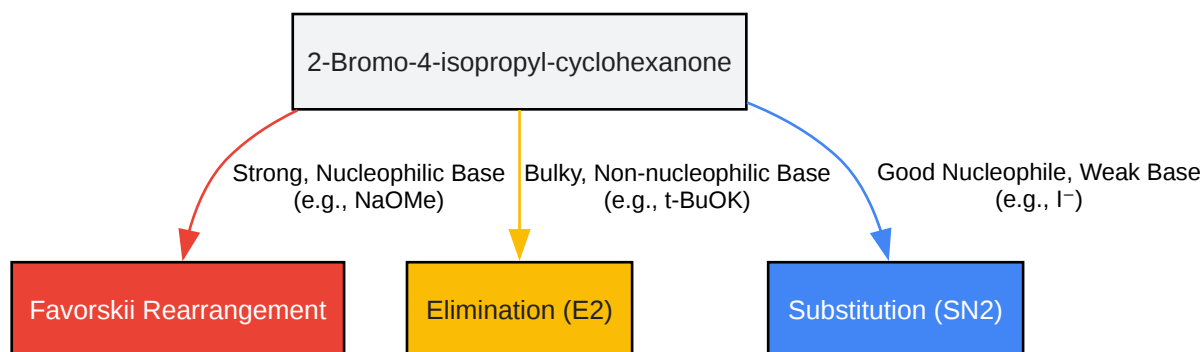 2-Bromo-4-isopropyl-cyclohexanone
Strong, Nucleophilic Base
(e.g., NaOMe)
Bulky, Non-nucleophilic Base
(e.g., t-BuOK)
Good Nucleophile, Weak Base
(e.g., I⁻)
Favorskii Rearrangement
Elimination (E2)
Substitution (SN2)